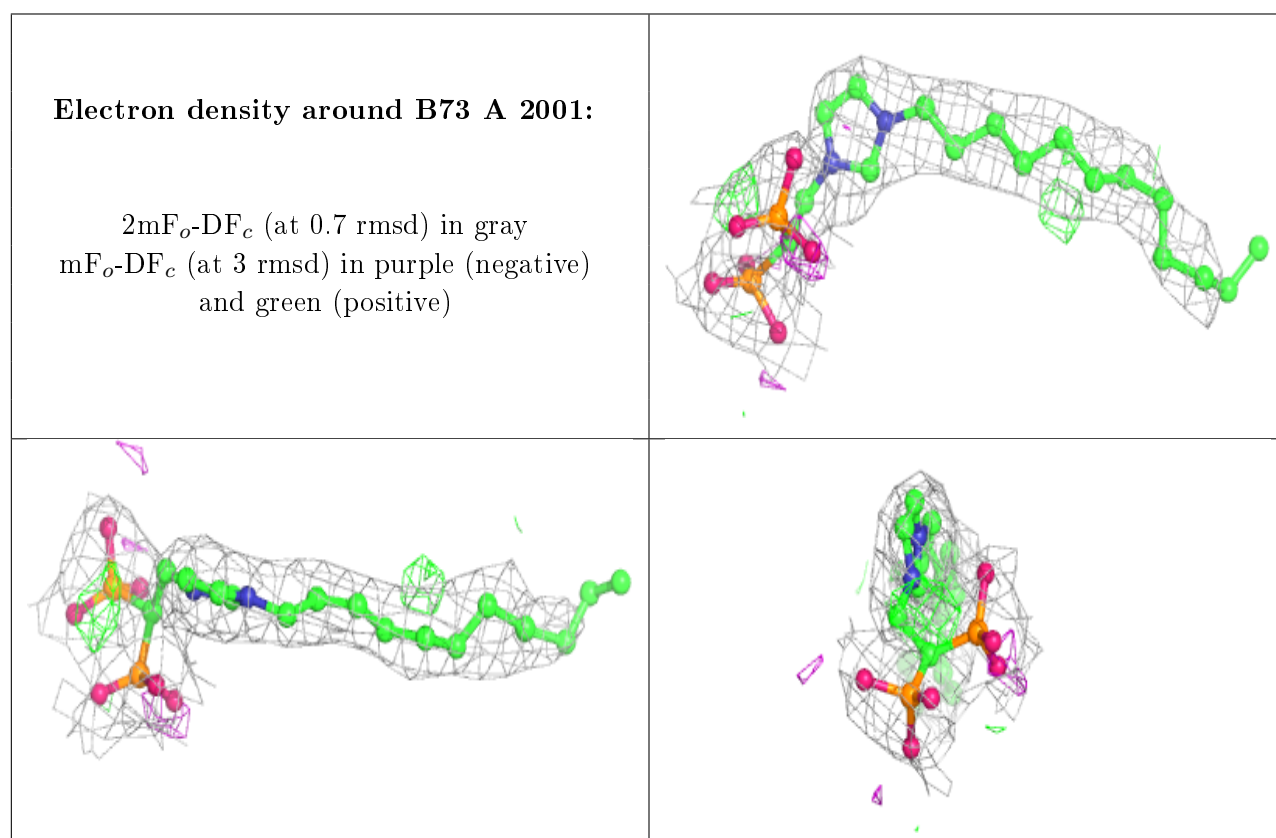 Electron density around B73 A 2001:
2mFo-DFc (at 0.7 rmsd) in gray
mFo-DFc (at 3 rmsd) in purple (negative)
and green (positive)